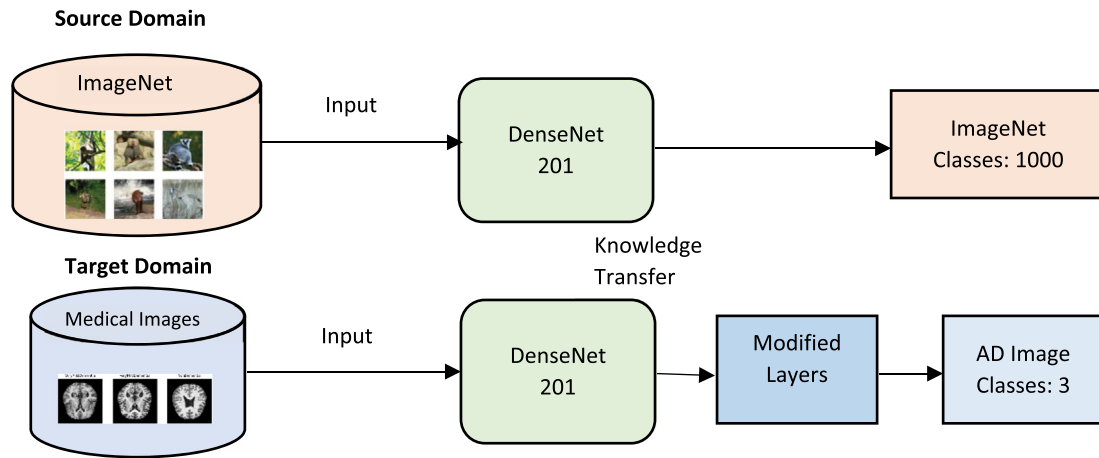 Source Domain
ImageNet
Input
DenseNet
201
ImageNet
Classes: 1000
Knowledge
Transfer
Target Domain
Medical Images
Input
DenseNet
201
Modified
Layers
AD Image
Classes: 3